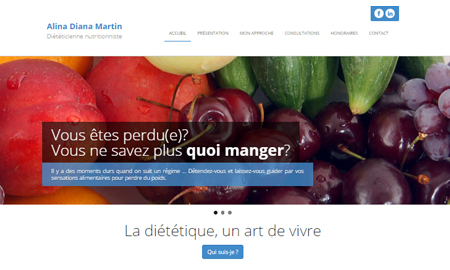 Alina Diana Martin
Diététicienne nutritionniste
ACCUEIL PRÉSENTATION MON APPROCHE CONSULTATIONS HONORAIRES CONTACT
Vous êtes perdu(e)?
Vous ne savez plus quoi manger?
Il y a des moments durs quand on suit un régime ... Détendez-vous et laissez-vous guider par vos
sensations alimentaires pour perdre du poids.
La diététique, un art de vivre
Qui suis-je ?